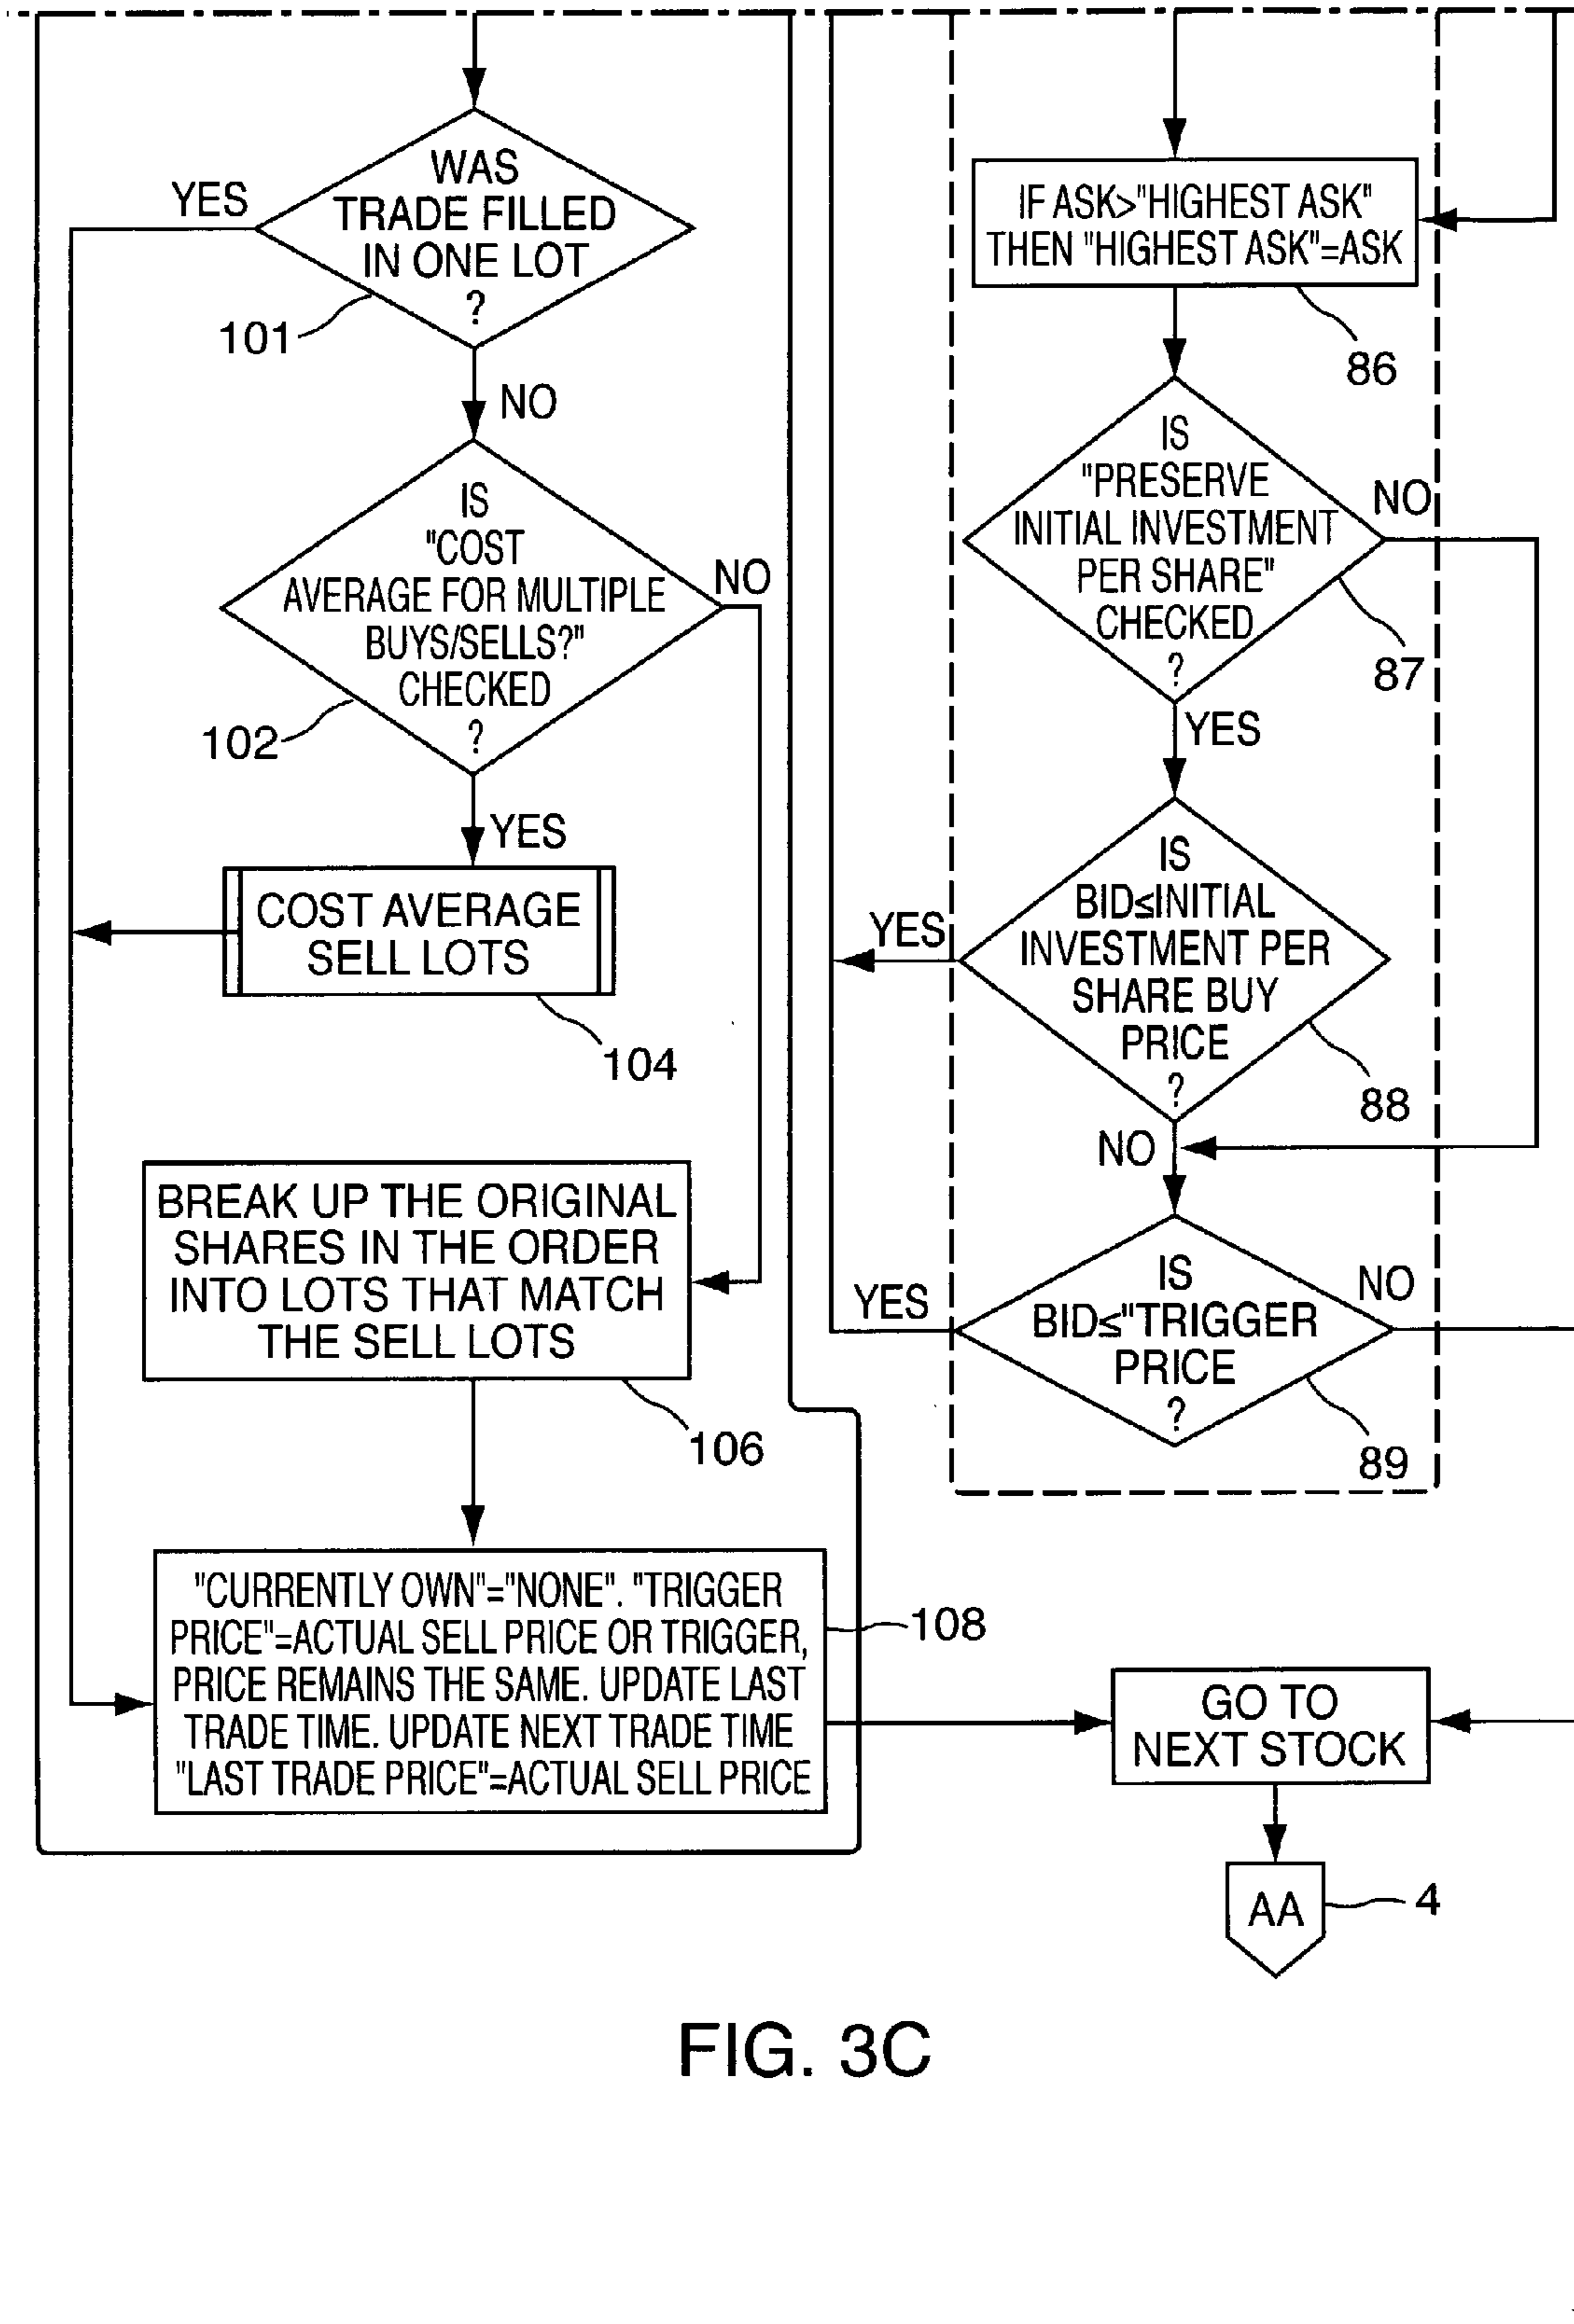 WAS
TRADE FILLED
IN ONE LOT
?
YES
101
NO
IS
"COST
AVERAGE FOR MULTIPLE
BUYS/SELLS?"
CHECKED
?
NO
102
YES
COST AVERAGE
SELL LOTS
104
BREAK UP THE ORIGINAL
SHARES IN THE ORDER
INTO LOTS THAT MATCH
THE SELL LOTS
106
"CURRENTLY OWN"="NONE". "TRIGGER
PRICE"=ACTUAL SELL PRICE OR TRIGGER,
PRICE REMAINS THE SAME. UPDATE LAST
TRADE TIME. UPDATE NEXT TRADE TIME
"LAST TRADE PRICE"=ACTUAL SELL PRICE
108
IF ASK>"HIGHEST ASK"
THEN "HIGHEST ASK"=ASK
86
IS
"PRESERVE
INITIAL INVESTMENT
PER SHARE"
CHECKED
?
NO
87
YES
IS
BID≤INITIAL
INVESTMENT PER
SHARE BUY
PRICE
?
YES
88
NO
IS
BID≤"TRIGGER
PRICE
?
YES
NO
89
GO TO
NEXT STOCK
AA
4
FIG. 3C